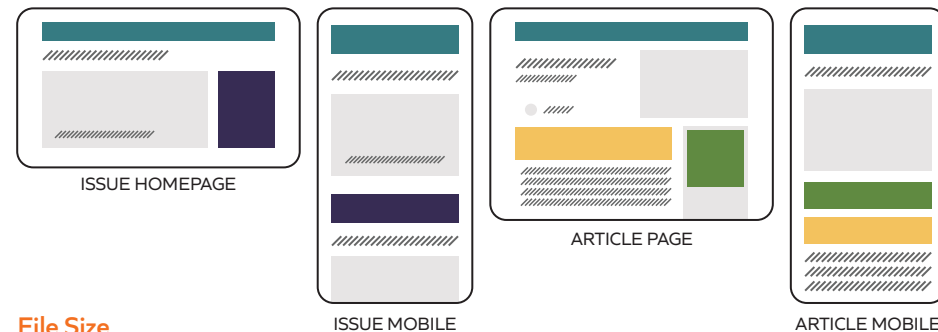 ISSUE HOMEPAGE
ARTICLE PAGE
ISSUE MOBILE
ARTICLE MOBILE
File Size